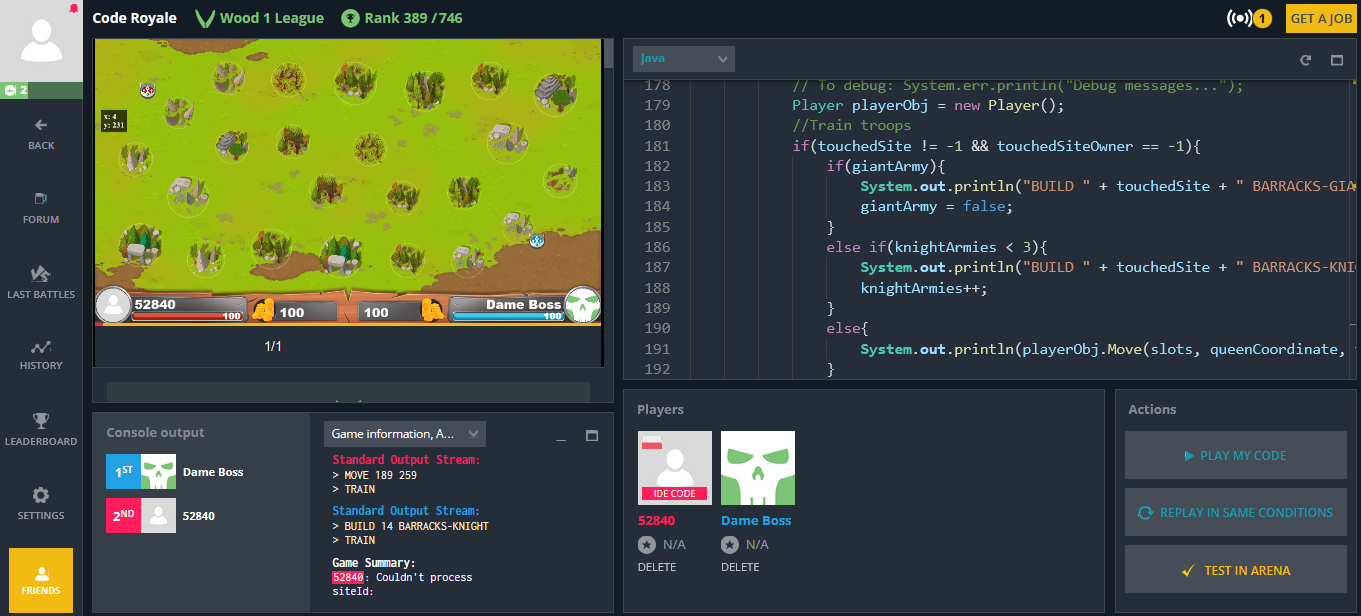 Code Royale
Wood 1 League
Rank 389 /746
1
GET A JOB
2
BACK
FORUM
LAST BATTLES
HISTORY
LEADERBOARD
SETTINGS
FRIENDS
x: 4
y: 231
52840
100
100
100
Dame Boss
100
1/1
Java
178 // To debug: System.err.println("Debug messages...");
179 Player playerObj = new Player();
180 //Train troops
181 if(touchedSite != -1 && touchedSiteOwner == -1){
182 if(giantArmy){
183 System.out.println("BUILD " + touchedSite + " BARRACKS-GIA
184 giantArmy = false;
185 }
186 else if(knightArmies < 3){
187 System.out.println("BUILD " + touchedSite + " BARRACKS-KNI
188 knightArmies++;
189 }
190 else{
191 System.out.println(playerObj.Move(slots, queenCoordinate,
192 }
Console output
1ST Dame Boss
2ND 52840
Game information, A...
Standard Output Stream:
> MOVE 189 259
> TRAIN
Standard Output Stream:
> BUILD 14 BARRACKS-KNIGHT
> TRAIN
Game Summary:
52840: Couldn't process
siteId:
Players
IDE CODE
52840
N/A
DELETE
Dame Boss
N/A
DELETE
Actions
PLAY MY CODE
REPLAY IN SAME CONDITIONS
TEST IN ARENA